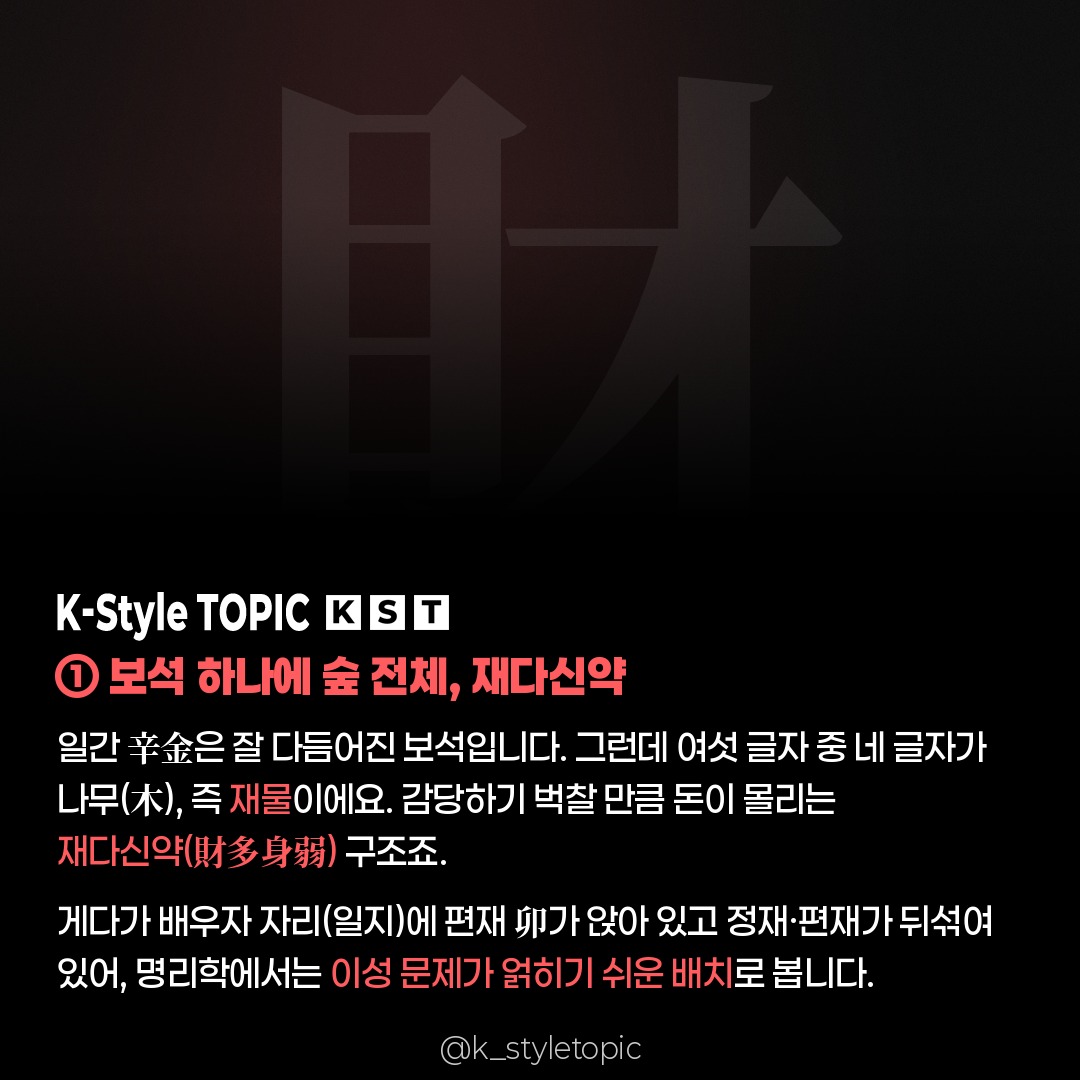 財
K-Style TOPIC K S T
① 보석 하나에 숲 전체, 재다신약
일간 辛金은 잘 다듬어진 보석입니다. 그런데 여섯 글자 중 네 글자가
나무(木), 즉 재물이에요. 감당하기 벅찰 만큼 돈이 몰리는
재다신약(財多身弱) 구조죠.
게다가 배우자 자리(일지)에 편재 卯가 앉아 있고 정재·편재가 뒤섞여
있어, 명리학에서는 이성 문제가 얽히기 쉬운 배치로 봅니다.
@k_styletopic